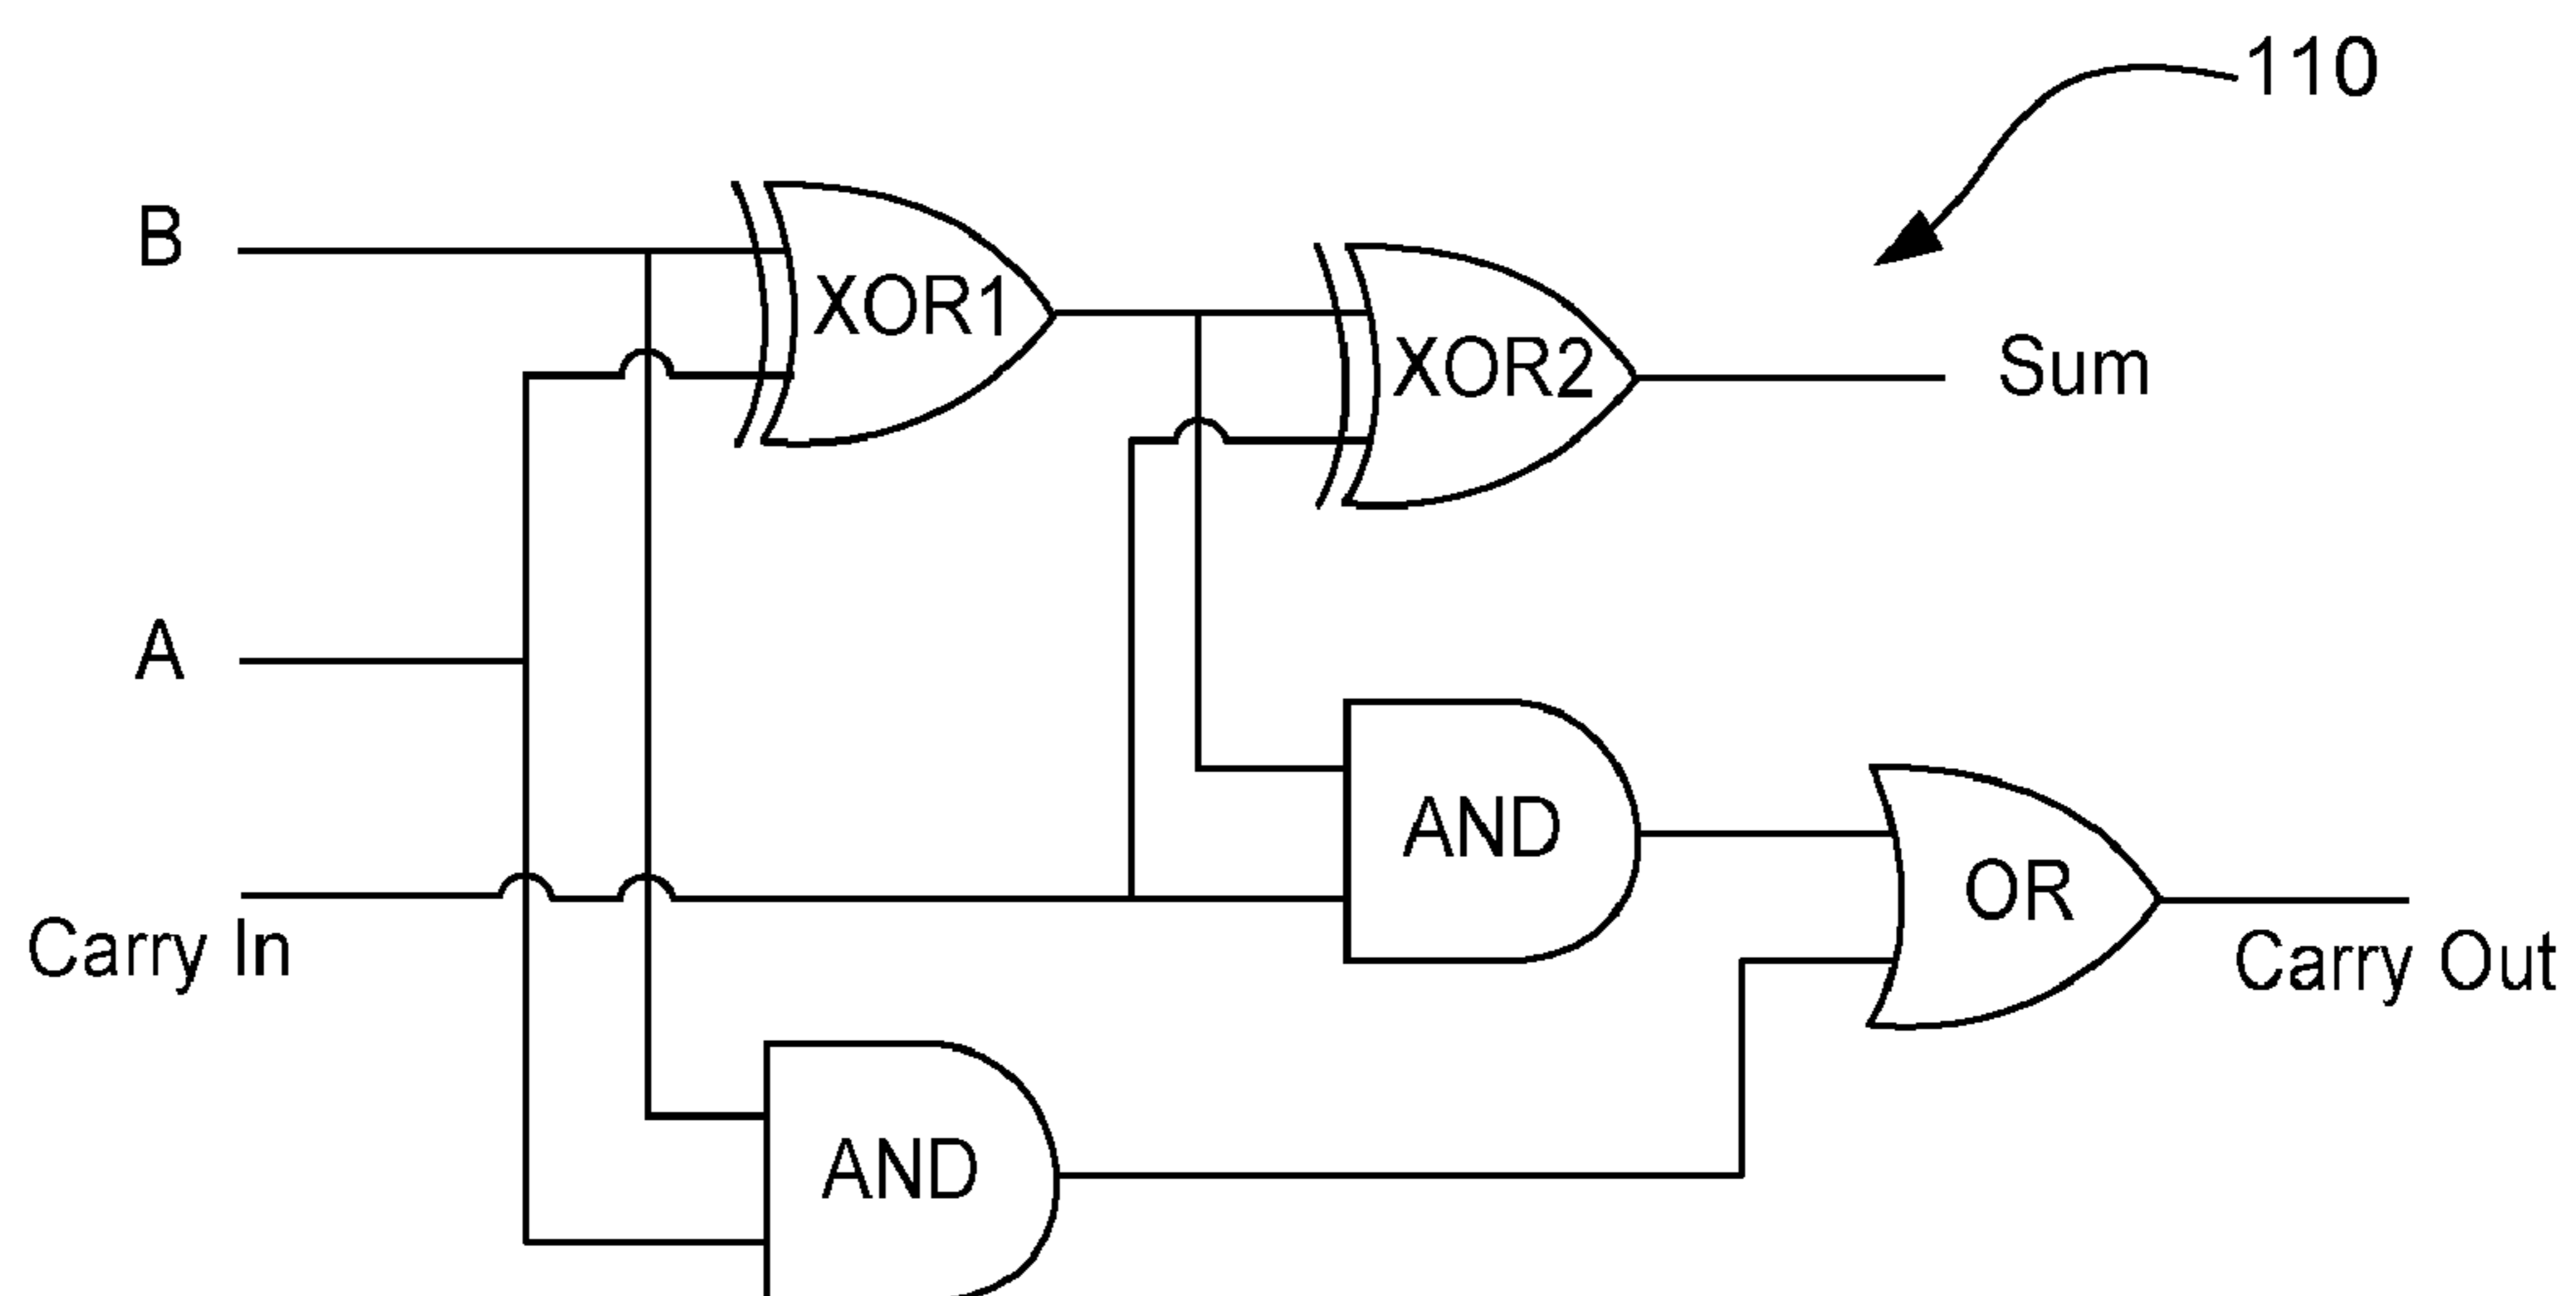 110
B
XOR1
XOR2
Sum
A
AND
OR
Carry In
Carry Out
AND